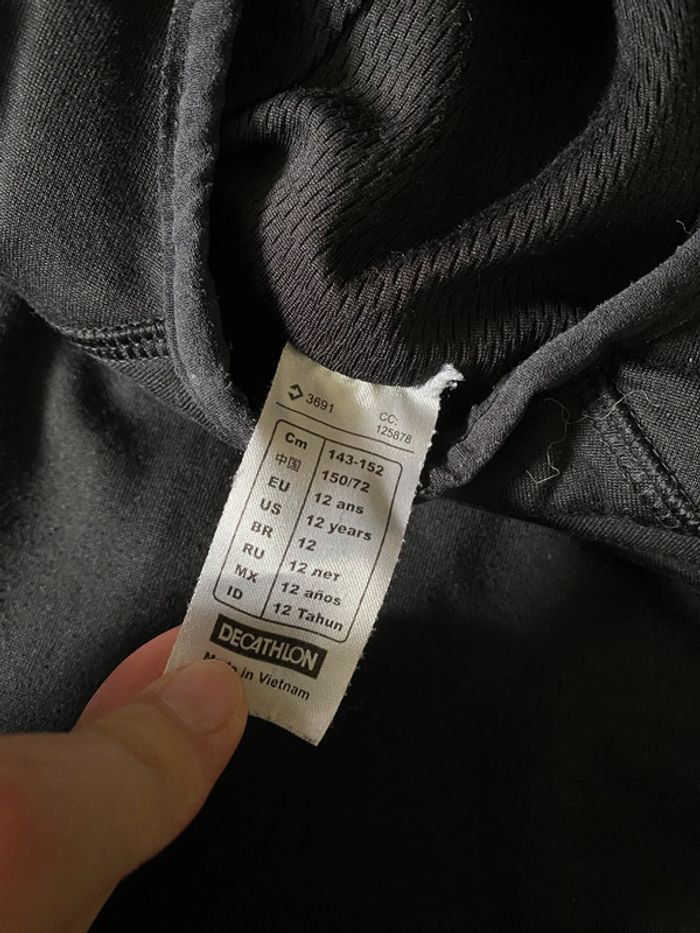 3691
CC:
125878
Cm 143-152
中国 150/72
EU 12 ans
US 12 years
BR 12
RU 12 лет
MX 12 años
ID 12 Tahun
DECATHLON
in Vietnam